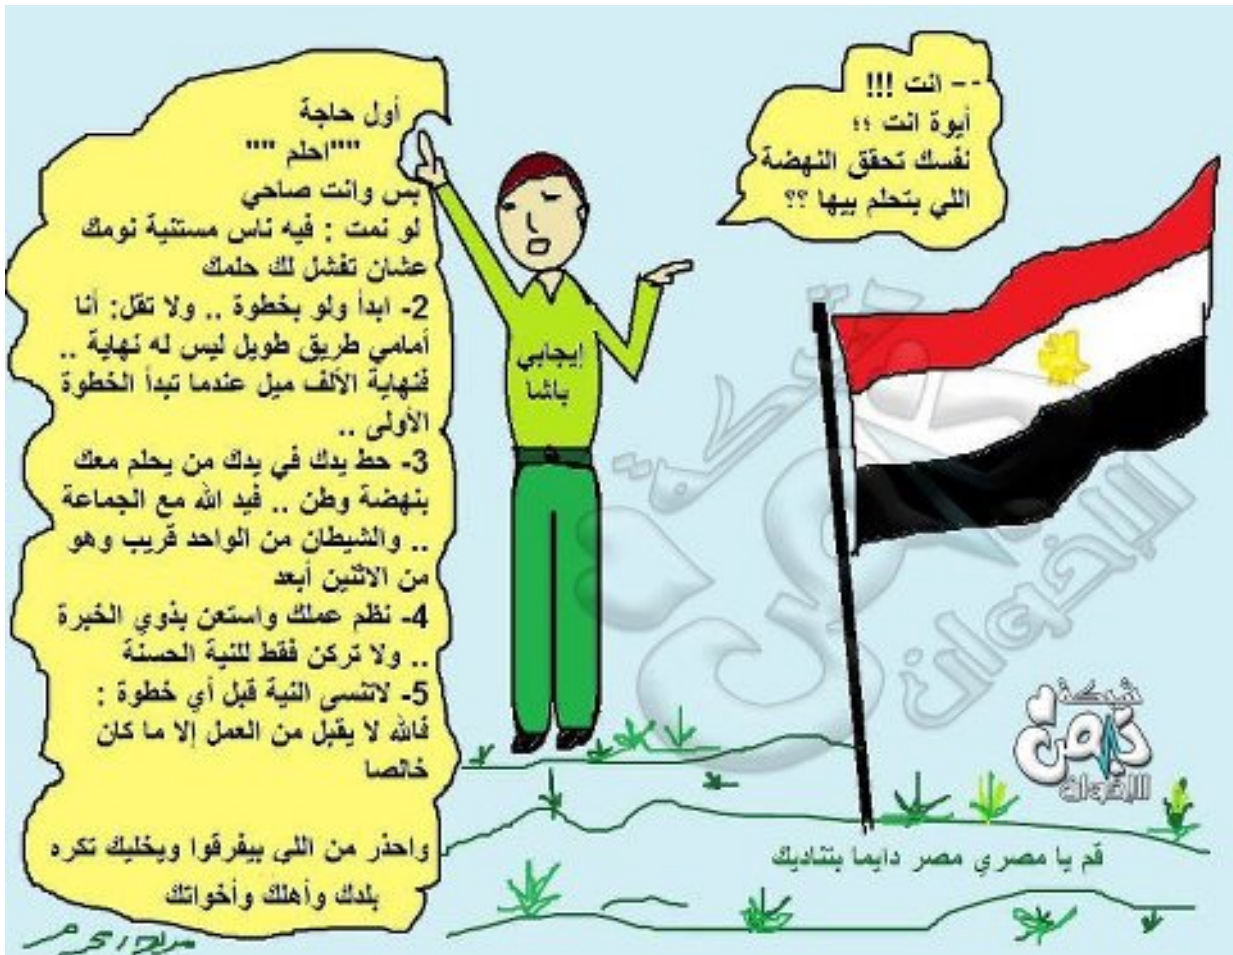 -- انت !!!
أيوة انت ؟؟
نفسك تحقق النهضة
اللي بتحلم بيها ؟؟
أول حاجة
""احلم ""
بس وانت صاحي
لو نمت : فيه ناس مستنية نومك
عشان تفشل لك حلمك
2- ابدأ ولو بخطوة .. ولا تقل: أنا
أمامي طريق طويل ليس له نهاية ..
فنهاية الألف ميل عندما تبدأ الخطوة
الأولى ..
3- حط يدك في يدك من يحلم معك
بنهضة وطن .. فيد الله مع الجماعة
.. والشيطان من الواحد قريب وهو
من الاثنين أبعد
4- نظم عملك واستعن بذوي الخبرة
.. ولا تركن فقط للنية الحسنة
5- لاتنسى النية قبل أي خطوة :
فالله لا يقبل من العمل إلا ما كان
خالصا
واحذر من اللي بيفرقوا ويخليك تكره
بلدك وأهلك وأخواتك
إيجابي
باشا
شبكة
نبض
الإخوان
شبكة
نبض
الإخوان
قم يا مصري مصر دايما بتناديك